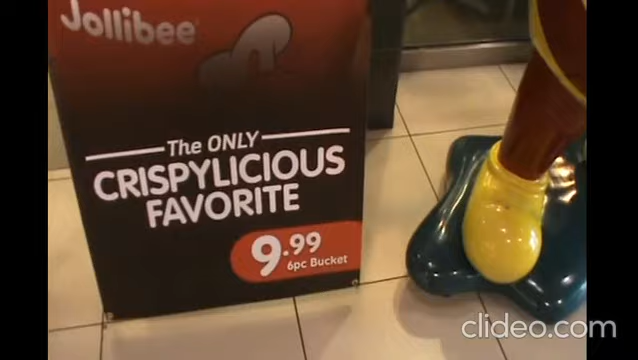 Jollibee
The ONLY
CRISPYLICIOUS
FAVORITE
9.99
6pc Bucket
clideo.com